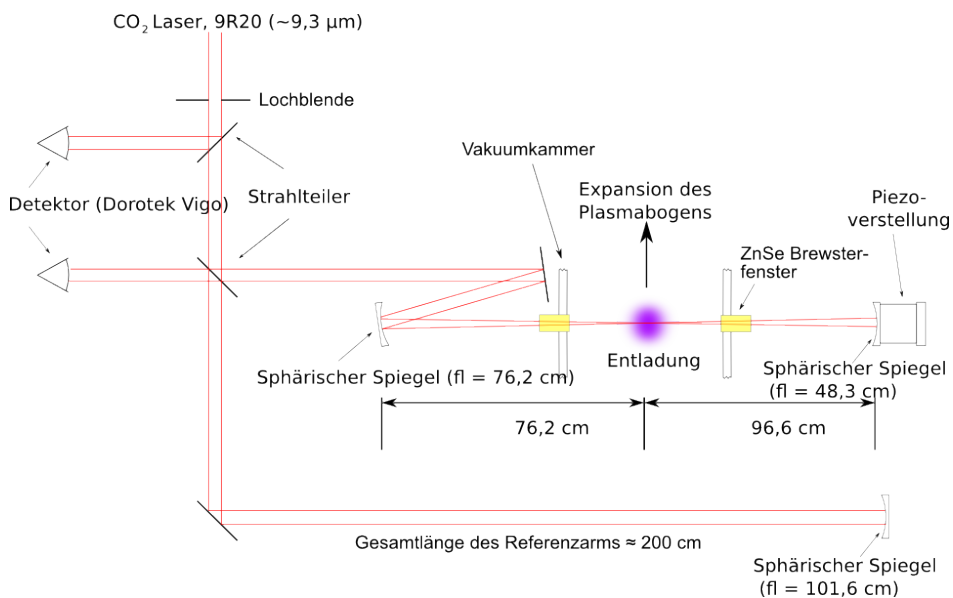 CO2 Laser, 9R20 (~9,3 µm)
Lochblende
Vakuumkammer
Expansion des
Plasmabogens
Piezo-
verstellung
Detektor (Dorotek Vigo)
Strahlteiler
ZnSe Brewster-
fenster
Entladung
Sphärischer Spiegel (fl = 76,2 cm)
Sphärischer Spiegel
(fl = 48,3 cm)
76,2 cm
96,6 cm
Gesamtlänge des Referenzarms ≈ 200 cm
Sphärischer Spiegel
(fl = 101,6 cm)